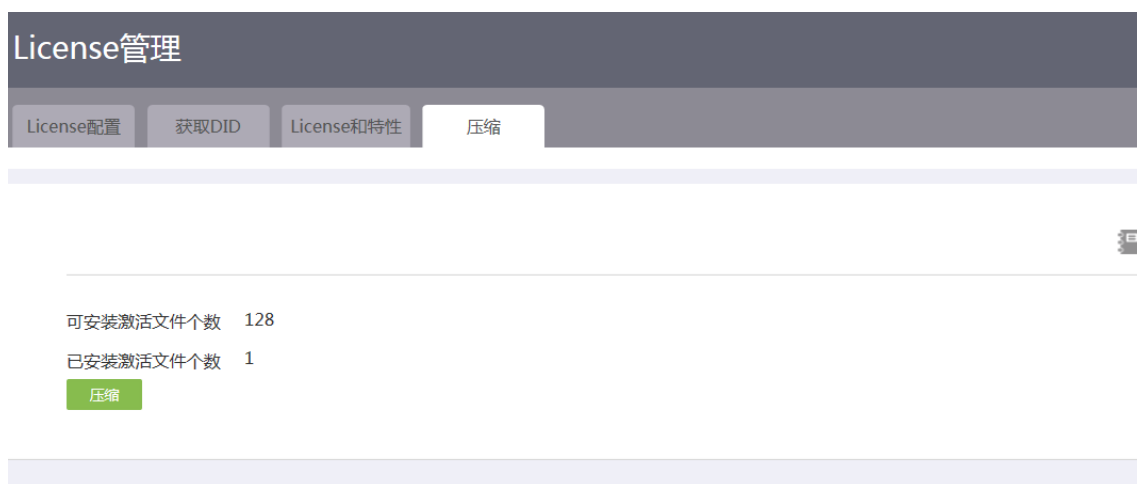 License管理
License配置 获取DID License和特性 压缩
可安装激活文件个数 128
已安装激活文件个数 1
压缩